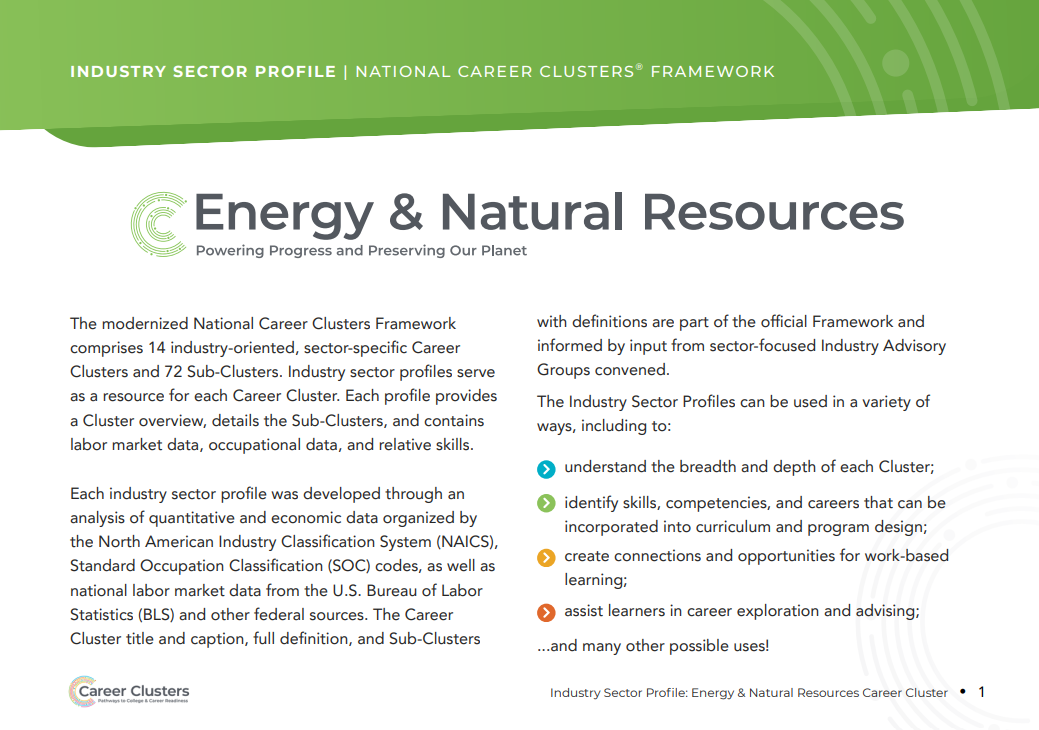 INDUSTRY SECTOR PROFILE | NATIONAL CAREER CLUSTERS® FRAMEWORK
Energy & Natural Resources
Powering Progress and Preserving Our Planet
The modernized National Career Clusters Framework
comprises 14 industry-oriented, sector-specific Career
Clusters and 72 Sub-Clusters. Industry sector profiles serve
as a resource for each Career Cluster. Each profile provides
a Cluster overview, details the Sub-Clusters, and contains
labor market data, occupational data, and relative skills.
Each industry sector profile was developed through an
analysis of quantitative and economic data organized by
the North American Industry Classification System (NAICS),
Standard Occupation Classification (SOC) codes, as well as
national labor market data from the U.S. Bureau of Labor
Statistics (BLS) and other federal sources. The Career
Cluster title and caption, full definition, and Sub-Clusters
with definitions are part of the official Framework and
informed by input from sector-focused Industry Advisory
Groups convened.
The Industry Sector Profiles can be used in a variety of
ways, including to:
understand the breadth and depth of each Cluster;
identify skills, competencies, and careers that can be
incorporated into curriculum and program design;
create connections and opportunities for work-based
learning;
assist learners in career exploration and advising;
...and many other possible uses!
Career Clusters
Pathways to College & Career Readiness
Industry Sector Profile: Energy & Natural Resources Career Cluster • 1